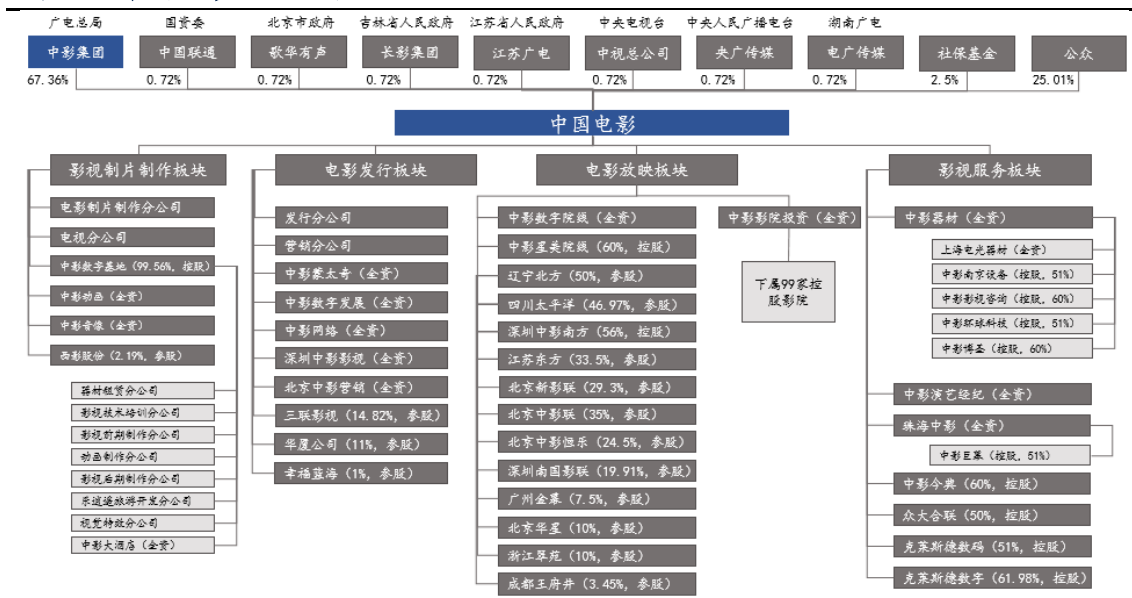 广电总局 国资委 北京市政府 吉林省人民政府 江苏省人民政府 中央电视台 中央人民广播电台 湖南广电
中影集团 中国联通 歌华有声 长影集团 江苏广电 中视总公司 央广传媒 电广传媒 社保基金 公众
67.36% 0.72% 0.72% 0.72% 0.72% 0.72% 0.72% 0.72% 2.5% 25.01%
中国电影
影视制片制作板块
电影制片制作分公司
电视分公司
中影数字基地(99.56%, 控股)
中影动画(全资)
中影音像(全资)
西影股份(2.19%, 参股)
器材租赁分公司
影视技术培训分公司
影视前期制作分公司
动画制作分公司
影视后期制作分公司
乐逍遥旅游开发分公司
视觉特效分公司
中影大酒店(全资)
电影发行板块
发行分公司
营销分公司
中影蒙太奇(全资)
中影数字发展(全资)
中影网络(全资)
深圳中影影视(全资)
北京中影营销(全资)
三联影视(14.82%, 参股)
华厦公司(11%, 参股)
幸福蓝海(1%, 参股)
电影放映板块
中影数字院线(全资)
中影星美院线(60%, 控股)
辽宁北方(50%, 参股)
四川太平洋(46.97%, 参股)
深圳中影南方(56%, 控股)
江苏东方(33.5%, 参股)
北京新影联(29.3%, 参股)
北京中影联(35%, 参股)
北京中影恒乐(24.5%, 参股)
深圳南国影联(19.91%, 参股)
广州金幕(7.5%, 参股)
北京华星(10%, 参股)
浙江翠苑(10%, 参股)
成都王府井(3.45%, 参股)
中影影院投资(全资)
下属99家控
股影院
影视服务板块
中影器材(全资)
上海电光器材(全资)
中影南京设备(控股, 51%)
中影影视咨询(控股, 60%)
中影环球科技(控股, 51%)
中影博圣(控股, 60%)
中影演艺经纪(全资)
珠海中影(全资)
中影巨幕(控股, 51%)
中影今典(60%, 控股)
众大合联(50%, 控股)
克莱斯德数码(51%, 控股)
克莱斯德数字(61.98%, 控股)